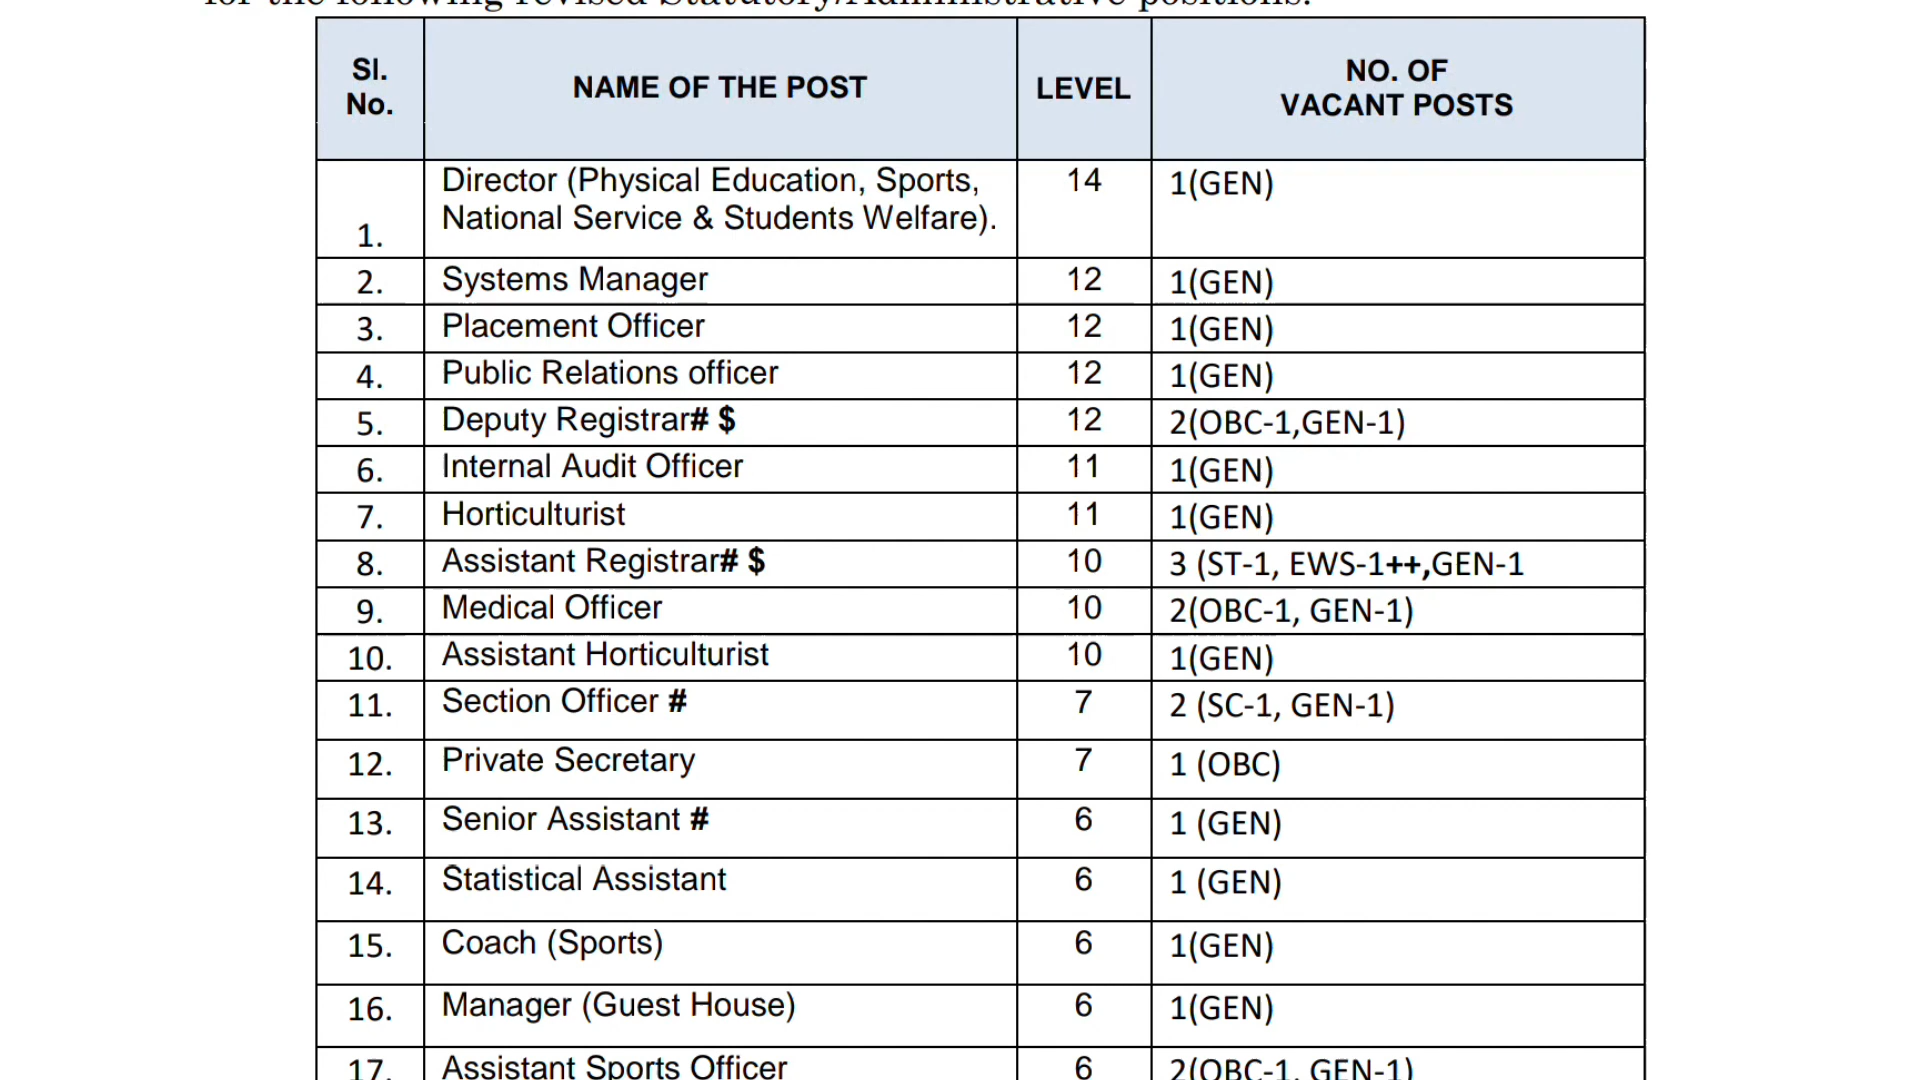 for the following revised Statutory/Administrative positions:
Sl. No. NAME OF THE POST LEVEL NO. OF VACANT POSTS
1. Director (Physical Education, Sports, National Service & Students Welfare). 14 1(GEN)
2. Systems Manager 12 1(GEN)
3. Placement Officer 12 1(GEN)
4. Public Relations officer 12 1(GEN)
5. Deputy Registrar# $ 12 2(OBC-1,GEN-1)
6. Internal Audit Officer 11 1(GEN)
7. Horticulturist 11 1(GEN)
8. Assistant Registrar# $ 10 3 (ST-1, EWS-1++,GEN-1
9. Medical Officer 10 2(OBC-1, GEN-1)
10. Assistant Horticulturist 10 1(GEN)
11. Section Officer # 7 2 (SC-1, GEN-1)
12. Private Secretary 7 1 (OBC)
13. Senior Assistant # 6 1 (GEN)
14. Statistical Assistant 6 1 (GEN)
15. Coach (Sports) 6 1(GEN)
16. Manager (Guest House) 6 1(GEN)
17. Assistant Sports Officer 6 2(OBC-1, GEN-1)